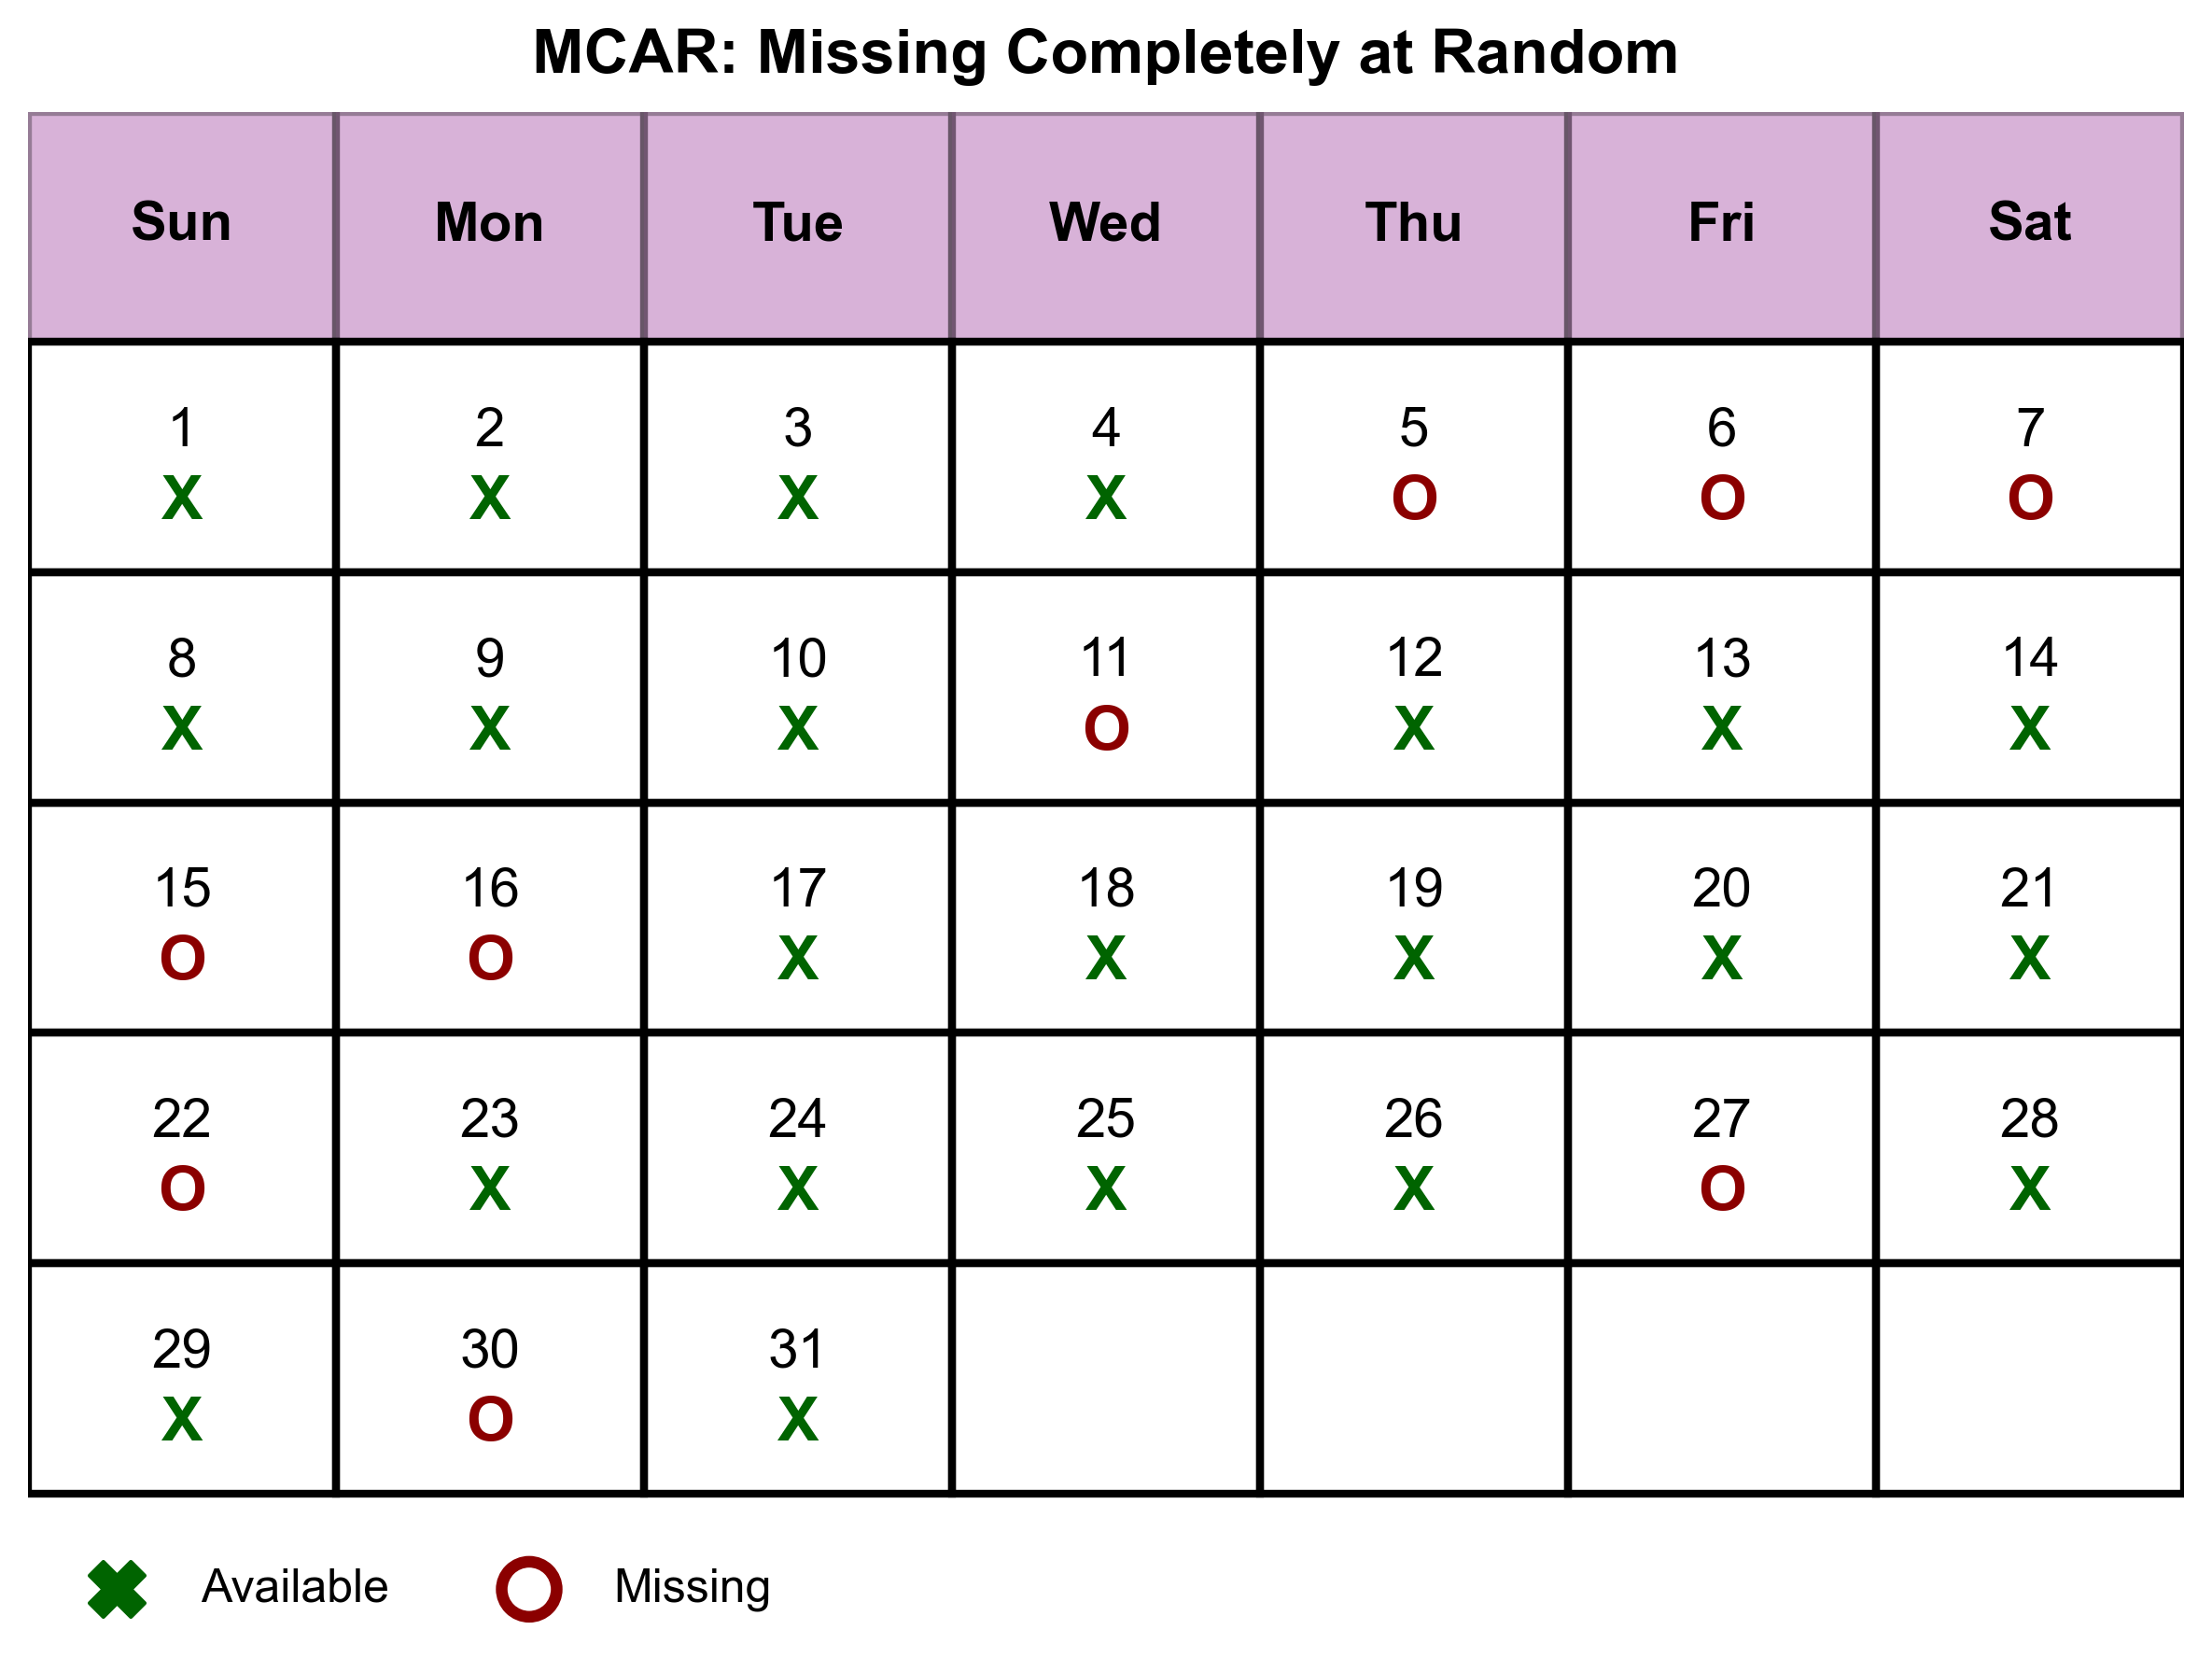 MCAR: Missing Completely at Random
Sun Mon Tue Wed Thu Fri Sat
1 2 3 4 5 6 7
X X X X O O O
8 9 10 11 12 13 14
X X X O X X X
15 16 17 18 19 20 21
O O X X X X X
22 23 24 25 26 27 28
O X X X X O X
29 30 31
X O X
Available Missing